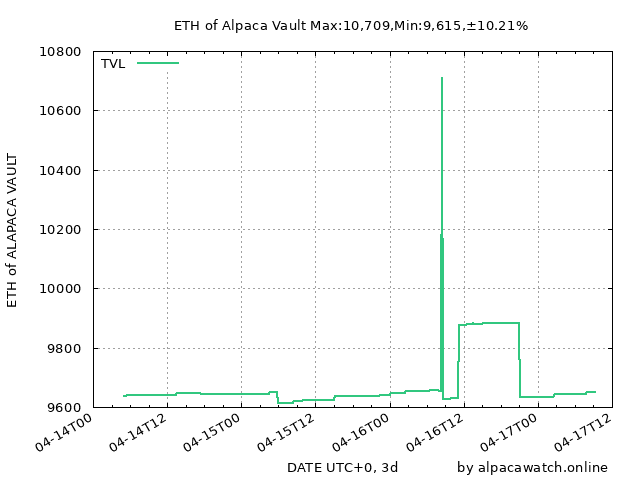 ETH of Alpaca Vault Max:10,709,Min:9,615,±10.21%
TVL
10800
10600
10400
10200
10000
9800
9600
ETH of ALAPACA VAULT
04-14T00
04-14T12
04-15T00
04-15T12
04-16T00
04-16T12
04-17T00
04-17T12
DATE UTC+0, 3d
by alpacawatch.online